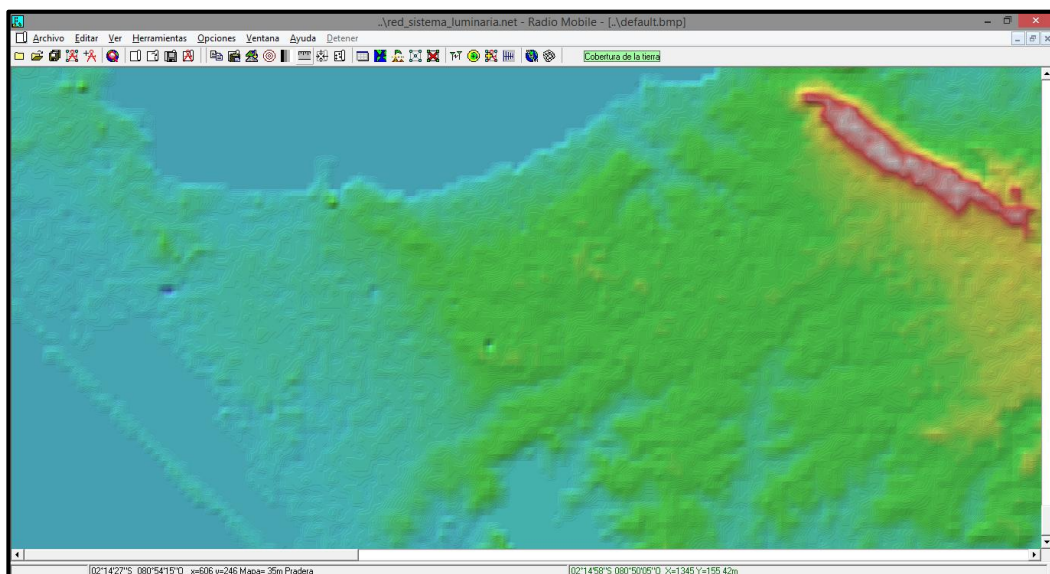 ..\red_sistema_luminaria.net - Radio Mobile - [..\default.bmp]
Archivo Editar Ver Herramientas Opciones Ventana Ayuda Detener
Cobertura de la tierra
02°14'27"S 080°54'15"O x=606 y=246 Mapa= 35m Pradera
02°14'58"S 080°50'05"O X=1345 Y=155 42m